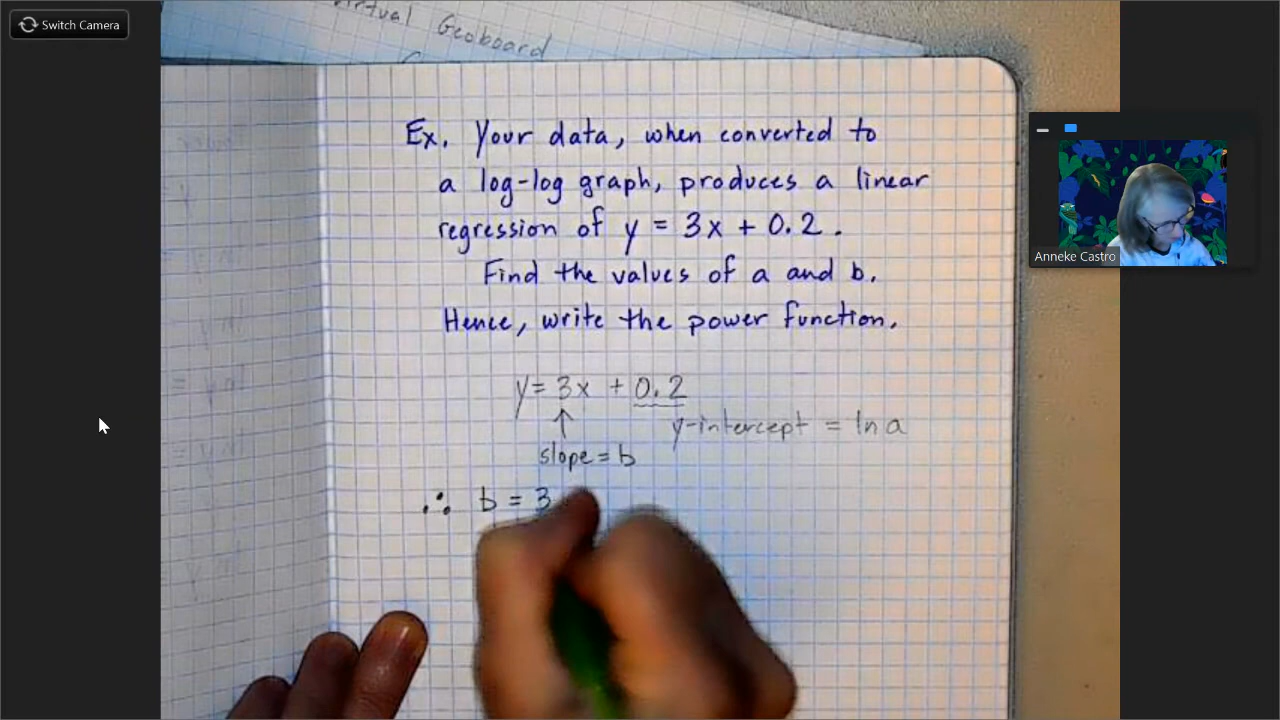 Switch Camera
Virtual Geoboard
Ex. Your data, when converted to
a log-log graph, produces a linear
regression of y = 3x + 0.2.
Find the values of a and b.
Hence, write the power function.
y = 3x + 0.2
y-intercept = ln a
slope = b
∴ b = 3
Anneke Castro